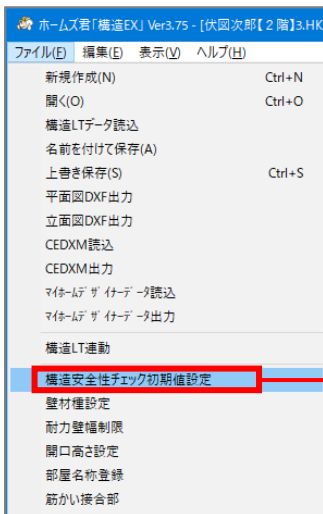 ホームズ君「構造EX」Ver3.75 - [伏図次郎【２階】3.HK
ファイル(F) 編集(E) 表示(V) ヘルプ(H)
新規作成(N) Ctrl+N
開く(O) Ctrl+O
構造LTデータ読込
名前を付けて保存(A)
上書き保存(S) Ctrl+S
平面図DXF出力
立面図DXF出力
CEDXM読込
CEDXM出力
ﾏｲﾎｰﾑﾃﾞｻﾞｲﾅｰﾃﾞｰﾀ読込
ﾏｲﾎｰﾑﾃﾞｻﾞｲﾅｰﾃﾞｰﾀ出力
構造LT連動
構造安全性チェック初期値設定
壁材種設定
耐力壁幅制限
開口高さ設定
部屋名称登録
筋かい接合部